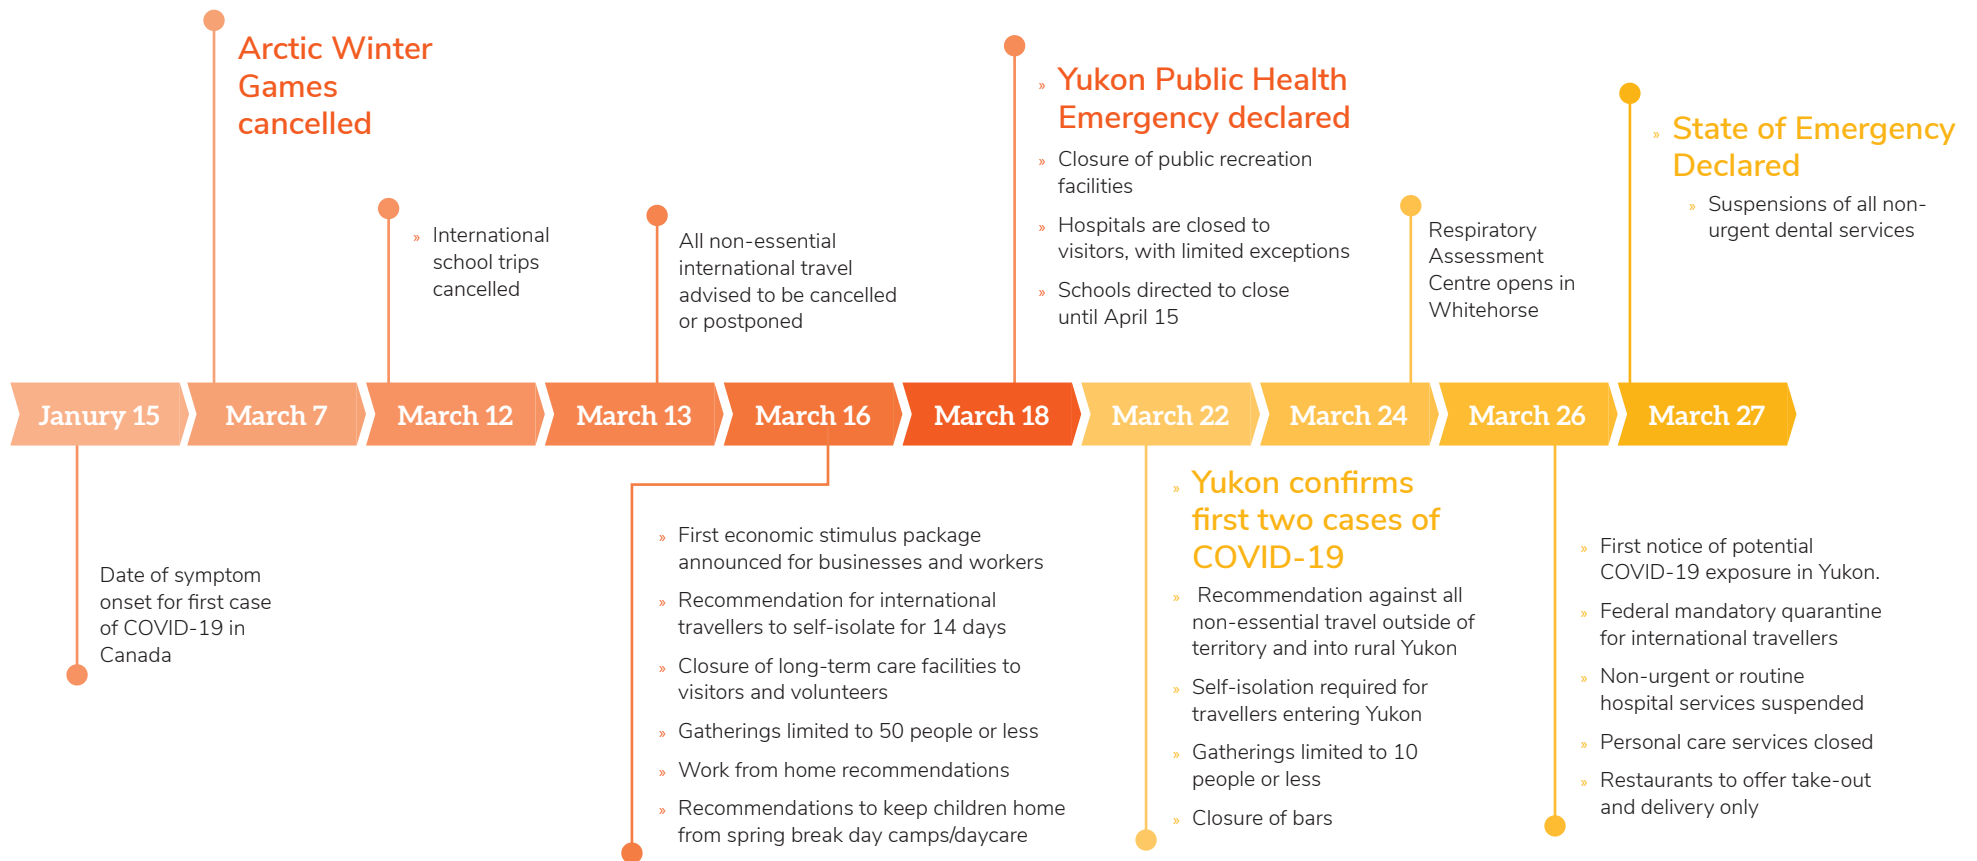 Arctic Winter
Games
cancelled
» International
school trips
cancelled
All non-essential
international travel
advised to be cancelled
or postponed
» Yukon Public Health
Emergency declared
» Closure of public recreation
facilities
» Hospitals are closed to
visitors, with limited exceptions
» Schools directed to close
until April 15
Respiratory
Assessment
Centre opens in
Whitehorse
» State of Emergency
Declared
» Suspensions of all non-
urgent dental services
Janury 15
March 7
March 12
March 13
March 16
March 18
March 22
March 24
March 26
March 27
Date of symptom
onset for first case
of COVID-19 in
Canada
» First economic stimulus package
announced for businesses and workers
» Recommendation for international
travellers to self-isolate for 14 days
» Closure of long-term care facilities to
visitors and volunteers
» Gatherings limited to 50 people or less
» Work from home recommendations
» Recommendations to keep children home
from spring break day camps/daycare
» Yukon confirms
first two cases of
COVID-19
» Recommendation against all
non-essential travel outside of
territory and into rural Yukon
» Self-isolation required for
travellers entering Yukon
» Gatherings limited to 10
people or less
» Closure of bars
» First notice of potential
COVID-19 exposure in Yukon.
» Federal mandatory quarantine
for international travellers
» Non-urgent or routine
hospital services suspended
» Personal care services closed
» Restaurants to offer take-out
and delivery only